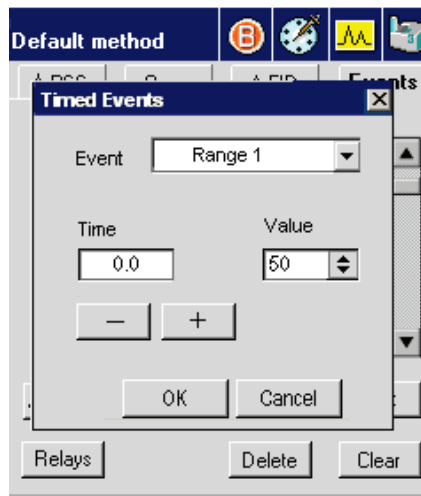 Default method
B
Events
Timed Events
Event
Range 1
Time
Value
0.0
50
OK
Cancel
Relays
Delete
Clear